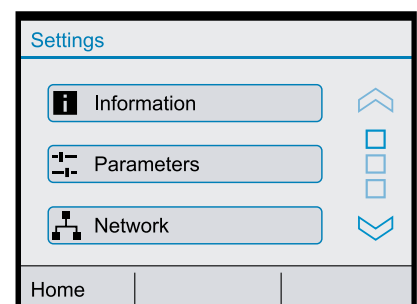 Settings
Information
Parameters
Network
Home